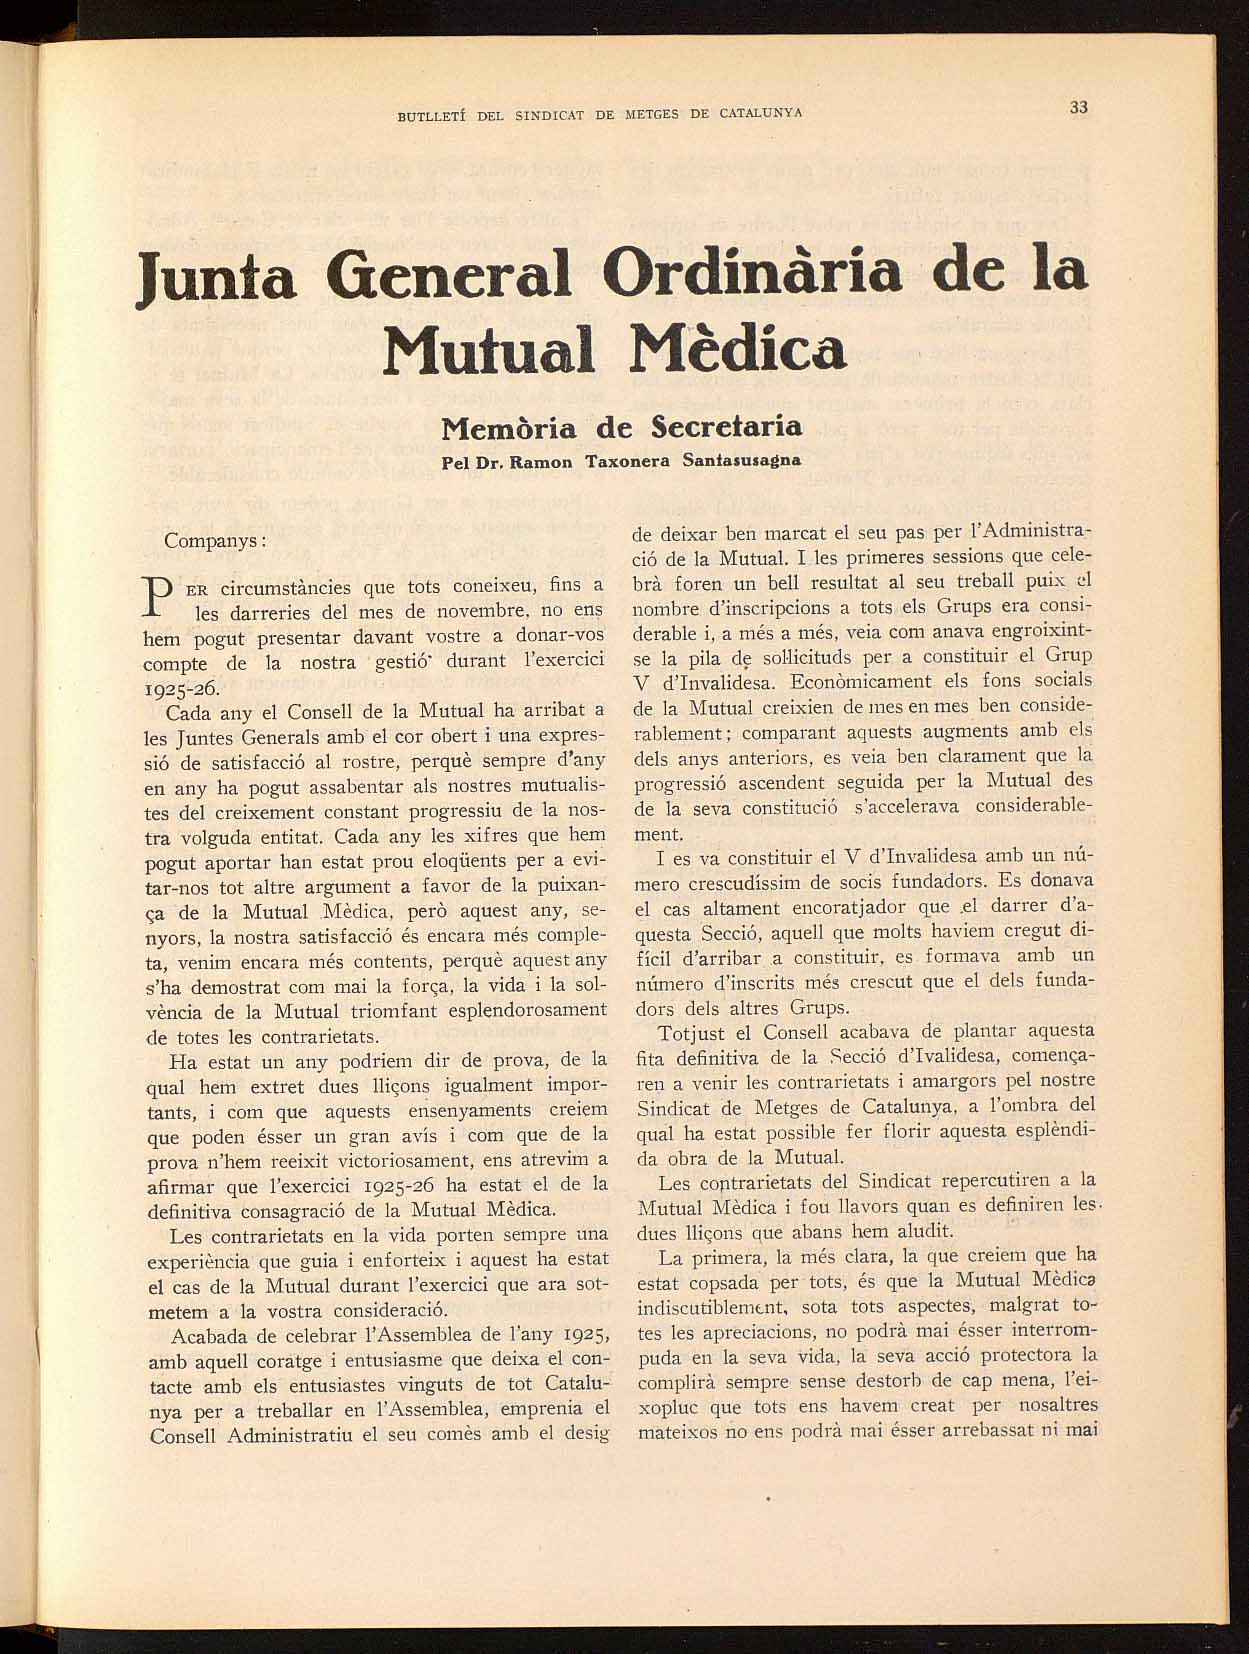 BUTLLETÍ DEL SINDICAT DE METGES DE CATALUNYA
33
Junta General Ordinària de la
Mutual Mèdica
Memòria de Secretaria
Pel Dr. Ramon Taxonera Santasusagna
Companys :
PER circumstàncies que tots coneixeu, fins a
les darreries del mes de novembre, no ens
hem pogut presentar davant vostre a donar-vos
compte de la nostra gestió durant l'exercici
1925-26.
Cada any el Consell de la Mutual ha arribat a
les Juntes Generals amb el cor obert i una expres-
sió de satisfacció al rostre, perquè sempre d'any
en any ha pogut assabentar als nostres mutualis-
tes del creixement constant progressiu de la nos-
tra volguda entitat. Cada any les xifres que hem
pogut aportar han estat prou eloqüents per a evi-
tar-nos tot altre argument a favor de la puixan-
ça de la Mutual Mèdica, però aquest any, se-
nyors, la nostra satisfacció és encara més comple-
ta, venim encara més contents, perquè aquest any
s'ha demostrat com mai la força, la vida i la sol-
vència de la Mutual triomfant esplendorosament
de totes les contrarietats.
Ha estat un any podriem dir de prova, de la
qual hem extret dues lliçons igualment impor-
tants, i com que aquests ensenyaments creiem
que poden ésser un gran avís i com que de la
prova n'hem reeixit victoriosament, ens atrevim a
afirmar que l'exercici 1925-26 ha estat el de la
definitiva consagració de la Mutual Mèdica.
Les contrarietats en la vida porten sempre una
experiència que guia i enforteix i aquest ha estat
el cas de la Mutual durant l'exercici que ara sot-
metem a la vostra consideració.
Acabada de celebrar l'Assemblea de l'any 1925,
amb aquell coratge i entusiasme que deixa el con-
tacte amb els entusiastes vinguts de tot Catalu-
nya per a treballar en l'Assemblea, emprenia el
Consell Administratiu el seu comès amb el desig
de deixar ben marcat el seu pas per l'Administra-
ció de la Mutual. I les primeres sessions que cele-
brà foren un bell resultat al seu treball puix el
nombre d'inscripcions a tots els Grups era consi-
derable i, a més a més, veia com anava engroixint-
se la pila de sol·licituds per a constituir el Grup
V d'Invalidesa. Econòmicament els fons socials
de la Mutual creixien de mes en mes ben conside-
rablement ; comparant aquests augments amb els
dels anys anteriors, es veia ben clarament que la
progressió ascendent seguida per la Mutual des
de la seva constitució s'accelerava considerable-
ment.
I es va constituir el V d'Invalidesa amb un nú-
mero crescudíssim de socis fundadors. Es donava
el cas altament encoratjador que el darrer d'a-
questa Secció, aquell que molts haviem cregut di-
fícil d'arribar a constituir, es formava amb un
número d'inscrits més crescut que el dels funda-
dors dels altres Grups.
Totjust el Consell acabava de plantar aquesta
fita definitiva de la Secció d'Ivalidesa, comença-
ren a venir les contrarietats i amargors pel nostre
Sindicat de Metges de Catalunya, a l'ombra del
qual ha estat possible fer florir aquesta esplèndi-
da obra de la Mutual.
Les contrarietats del Sindicat repercutiren a la
Mutual Mèdica i fou llavors quan es definiren les
dues lliçons que abans hem aludit.
La primera, la més clara, la que creiem que ha
estat copsada per tots, és que la Mutual Mèdica
indiscutiblement, sota tots aspectes, malgrat to-
tes les apreciacions, no podrà mai ésser interrom-
puda en la seva vida, la seva acció protectora la
complirà sempre sense destorb de cap mena, l'ei-
xopluc que tots ens havem creat per nosaltres
mateixos no ens podrà mai ésser arrebassat ni mai